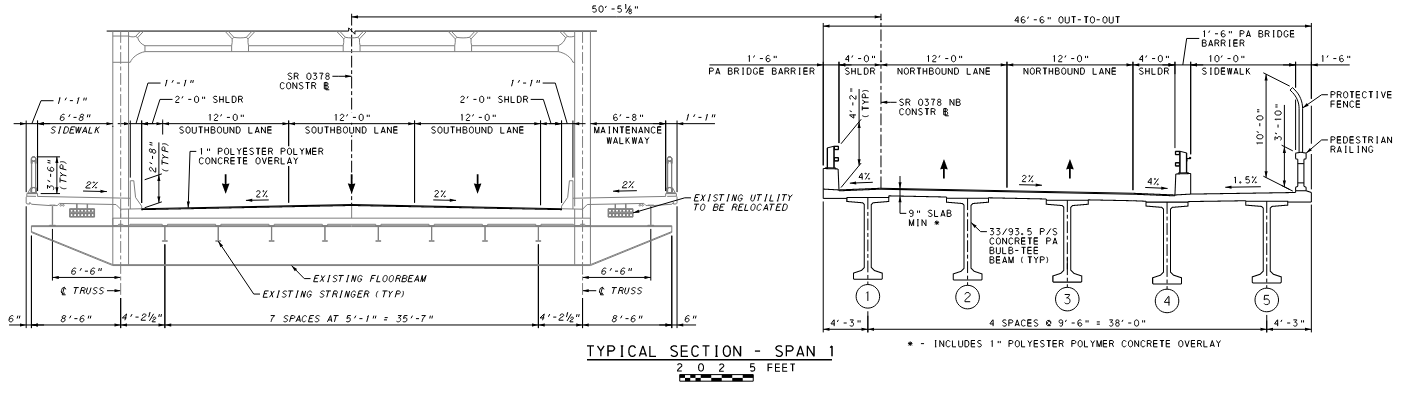 50'-5⅛"
46'-6" OUT-TO-OUT
1'-6" PA BRIDGE
BARRIER
1'-6"
PA BRIDGE BARRIER
4'-0"
SHLDR
12'-0"
NORTHBOUND LANE
12'-0"
NORTHBOUND LANE
4'-0"
SHLDR
10'-0"
SIDEWALK
1'-6"
SR 0378
CONSTR ℄
1'-1"
2'-0" SHLDR
1'-1"
2'-0" SHLDR
1'-1"
6'-8"
SIDEWALK
12'-0"
SOUTHBOUND LANE
12'-0"
SOUTHBOUND LANE
12'-0"
SOUTHBOUND LANE
6'-8"
MAINTENANCE
WALKWAY
1'-1"
1" POLYESTER POLYMER
CONCRETE OVERLAY
3'-6"
(TYP)
2'-8"
(TYP)
2%
2%
2%
2%
EXISTING UTILITY
TO BE RELOCATED
4'-2"
(TYP)
SR 0378 NB
CONSTR ℄
10'-0"
3'-10"
PROTECTIVE
FENCE
PEDESTRIAN
RAILING
4%
2%
4%
1.5%
9" SLAB
MIN *
33/93.5 P/S
CONCRETE PA
BULB-TEE
BEAM (TYP)
6'-6"
℄ TRUSS
EXISTING FLOORBEAM
EXISTING STRINGER (TYP)
6'-6"
℄ TRUSS
1
2
3
4
5
6"
8'-6"
4'-2½"
7 SPACES AT 5'-1" = 35'-7"
4'-2½"
8'-6"
6"
4'-3"
4 SPACES @ 9'-6" = 38'-0"
4'-3"
* - INCLUDES 1" POLYESTER POLYMER CONCRETE OVERLAY
TYPICAL SECTION - SPAN 1
2 0 2 5 FEET